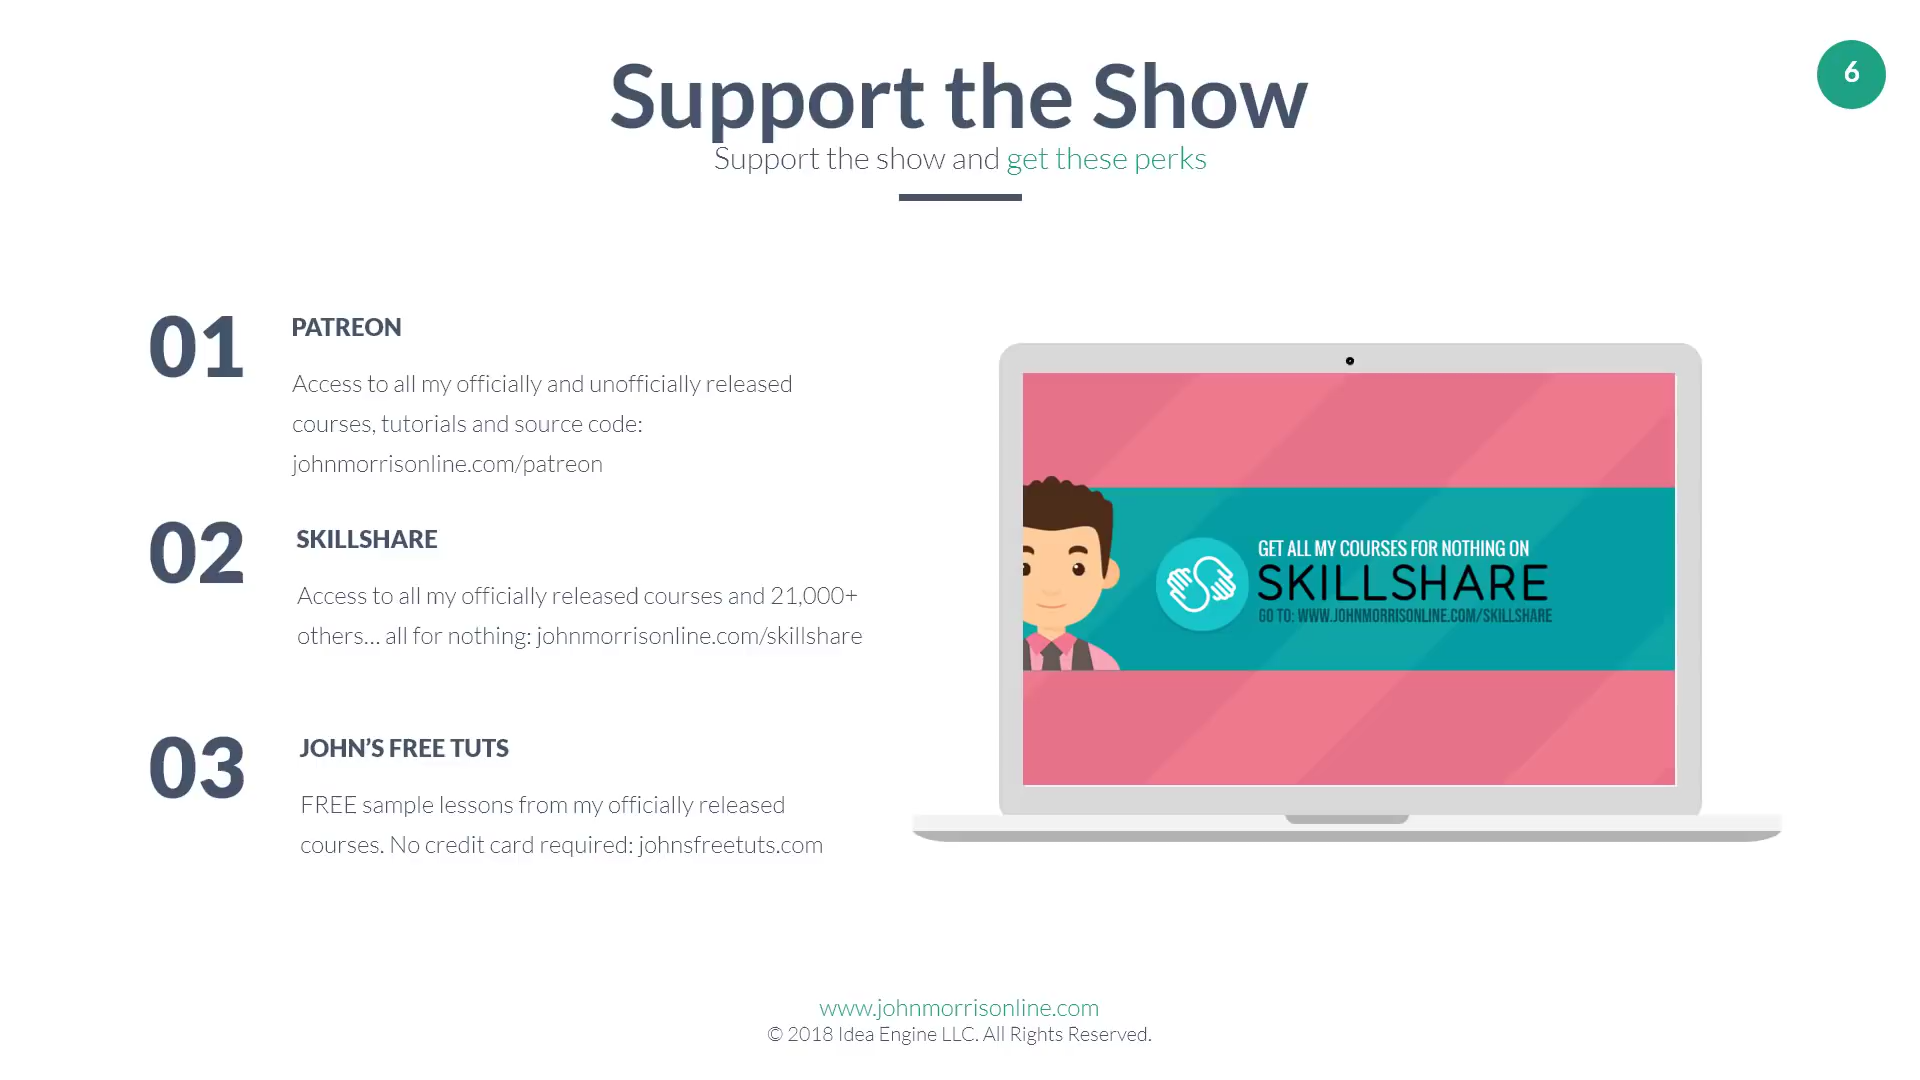 Support the Show
6
Support the show and get these perks
01
PATREON
Access to all my officially and unofficially released
courses, tutorials and source code:
johnmorrisonline.com/patreon
02
SKILLSHARE
Access to all my officially released courses and 21,000+
others... all for nothing: johnmorrisonline.com/skillshare
03
JOHN’S FREE TUTS
FREE sample lessons from my officially released
courses. No credit card required: johnsfreetuts.com
GET ALL MY COURSES FOR NOTHING ON
SKILLSHARE
GO TO: WWW.JOHNMORRISONLINE.COM/SKILLSHARE
www.johnmorrisonline.com
© 2018 Idea Engine LLC. All Rights Reserved.